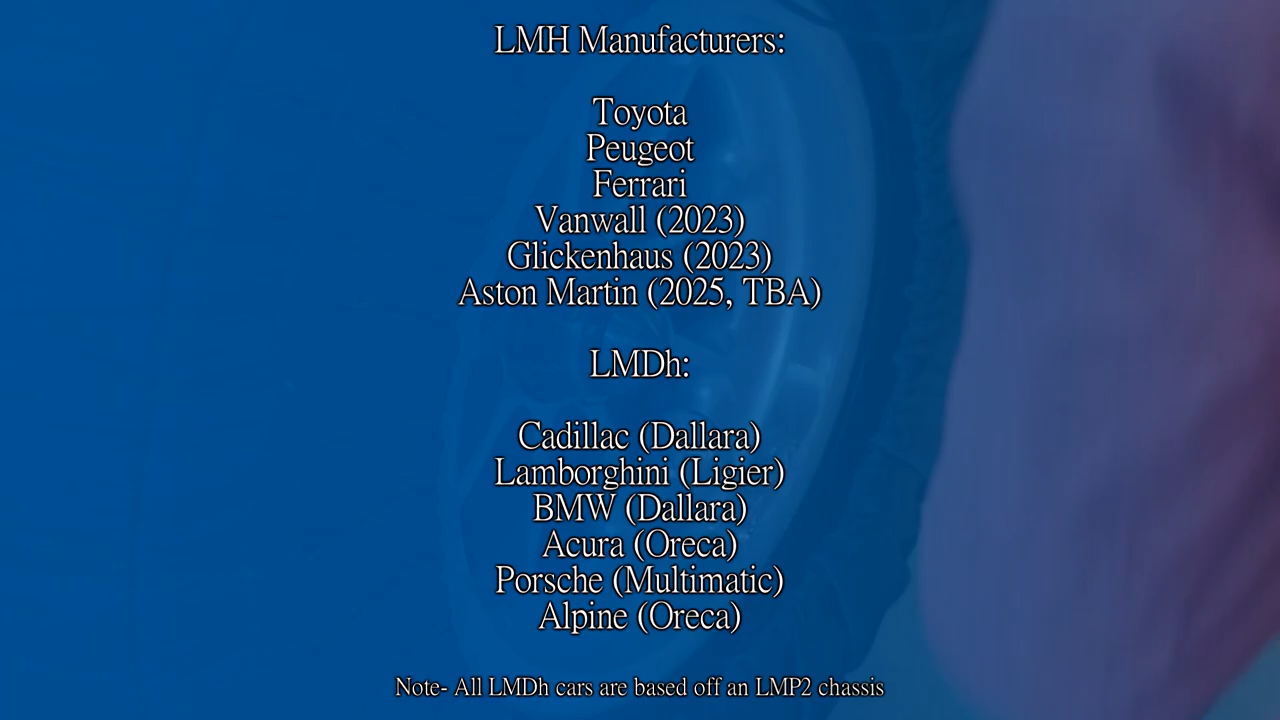 LMH Manufacturers:
Toyota
Peugeot
Ferrari
Vanwall (2023)
Glickenhaus (2023)
Aston Martin (2025, TBA)
LMDh:
Cadillac (Dallara)
Lamborghini (Ligier)
BMW (Dallara)
Acura (Oreca)
Porsche (Multimatic)
Alpine (Oreca)
Note- All LMDh cars are based off an LMP2 chassis